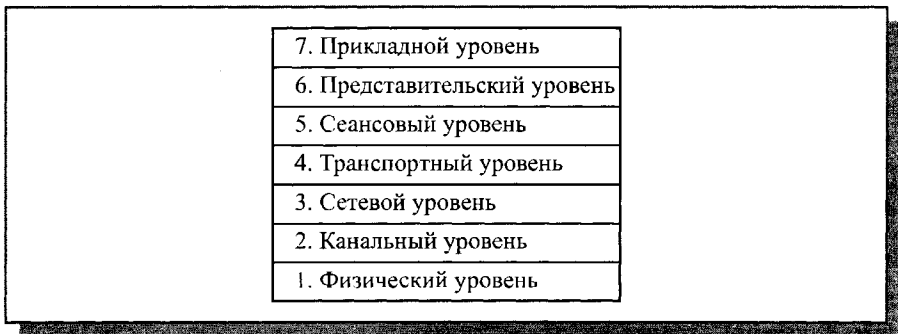 7. Прикладной уровень
6. Представительский уровень
5. Сеансовый уровень
4. Транспортный уровень
3. Сетевой уровень
2. Канальный уровень
1. Физический уровень